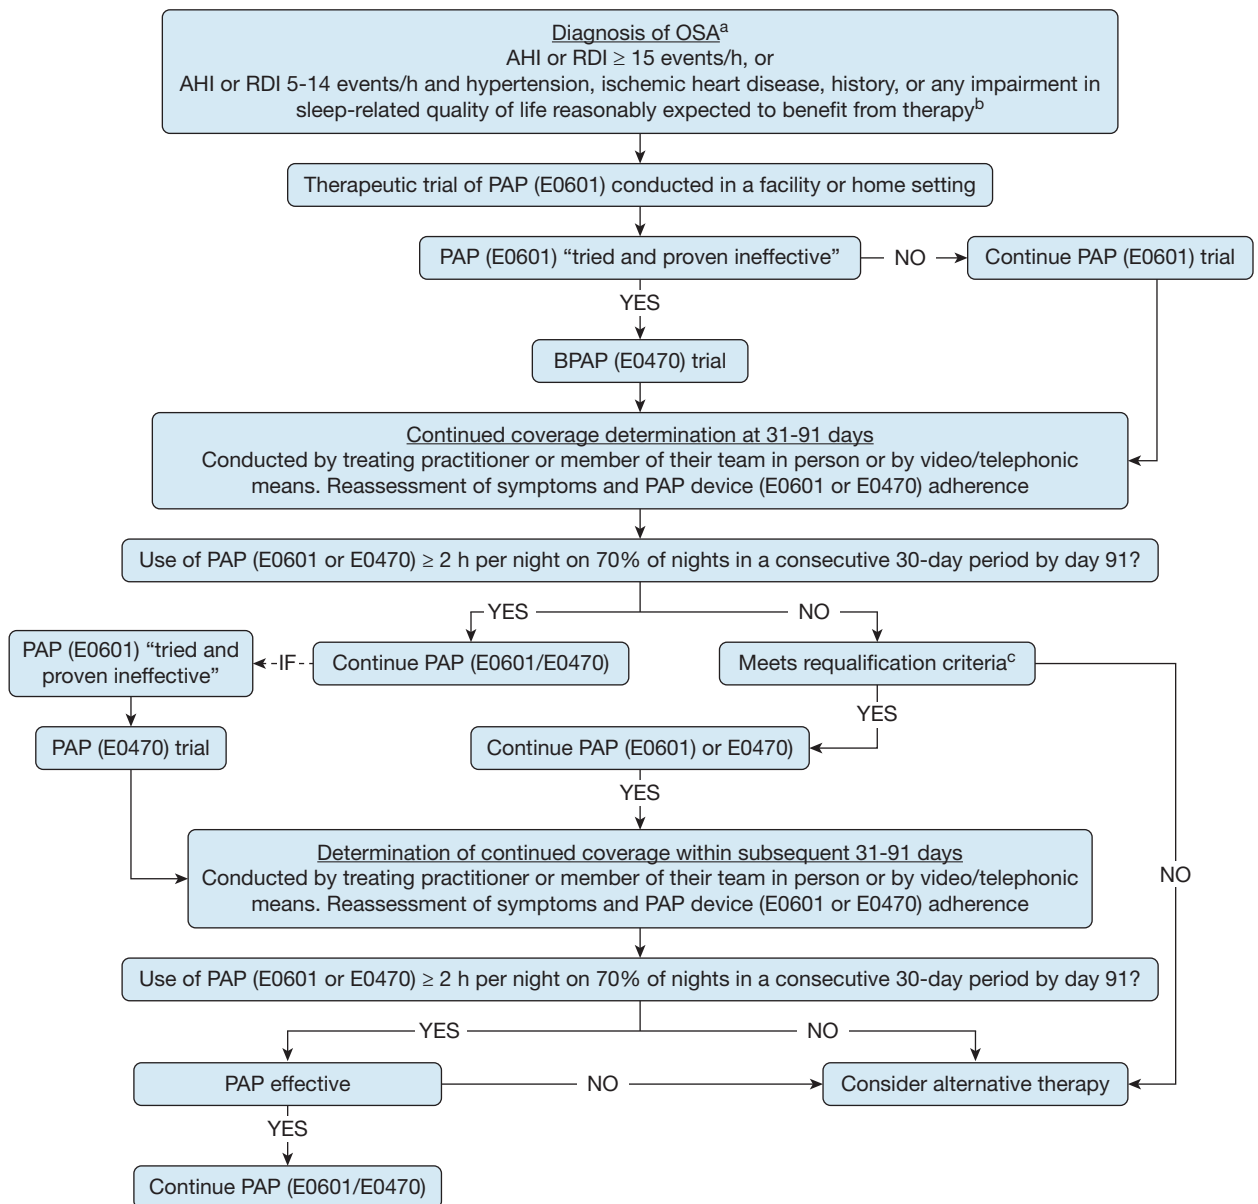 Diagnosis of OSAa
AHI or RDI ≥ 15 events/h, or
AHI or RDI 5-14 events/h and hypertension, ischemic heart disease, history, or any impairment in
sleep-related quality of life reasonably expected to benefit from therapyb
Therapeutic trial of PAP (E0601) conducted in a facility or home setting
PAP (E0601) “tried and proven ineffective”
NO
Continue PAP (E0601) trial
YES
BPAP (E0470) trial
Continued coverage determination at 31-91 days
Conducted by treating practitioner or member of their team in person or by video/telephonic
means. Reassessment of symptoms and PAP device (E0601 or E0470) adherence
Use of PAP (E0601 or E0470) ≥ 2 h per night on 70% of nights in a consecutive 30-day period by day 91?
YES
NO
PAP (E0601) “tried and
proven ineffective”
IF
Continue PAP (E0601/E0470)
Meets requalification criteriac
YES
PAP (E0470) trial
Continue PAP (E0601) or E0470)
YES
Determination of continued coverage within subsequent 31-91 days
Conducted by treating practitioner or member of their team in person or by video/telephonic
means. Reassessment of symptoms and PAP device (E0601 or E0470) adherence
NO
Use of PAP (E0601 or E0470) ≥ 2 h per night on 70% of nights in a consecutive 30-day period by day 91?
YES
NO
PAP effective
NO
Consider alternative therapy
YES
Continue PAP (E0601/E0470)